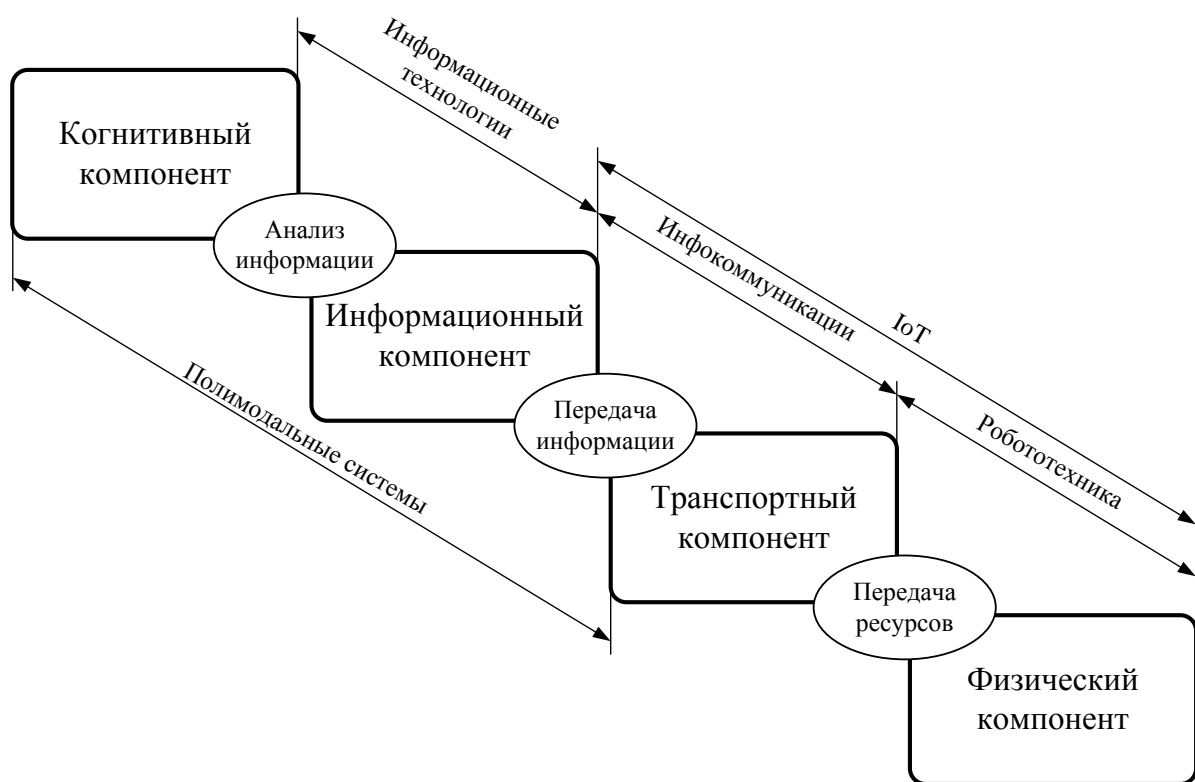 Информационные
технологии
Когнитивный
компонент
Анализ
информации
Инфокоммуникации
IoT
Информационный
компонент
Полимодальные системы
Передача
информации
Робототехника
Транспортный
компонент
Передача
ресурсов
Физический
компонент